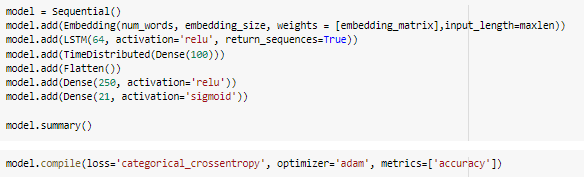 model = Sequential()
model.add(Embedding(num_words, embedding_size, weights = [embedding_matrix],input_length=maxlen))
model.add(LSTM(64, activation='relu', return_sequences=True))
model.add(TimeDistributed(Dense(100)))
model.add(Flatten())
model.add(Dense(250, activation='relu'))
model.add(Dense(21, activation='sigmoid'))
model.summary()
model.compile(loss='categorical_crossentropy', optimizer='adam', metrics=['accuracy'])